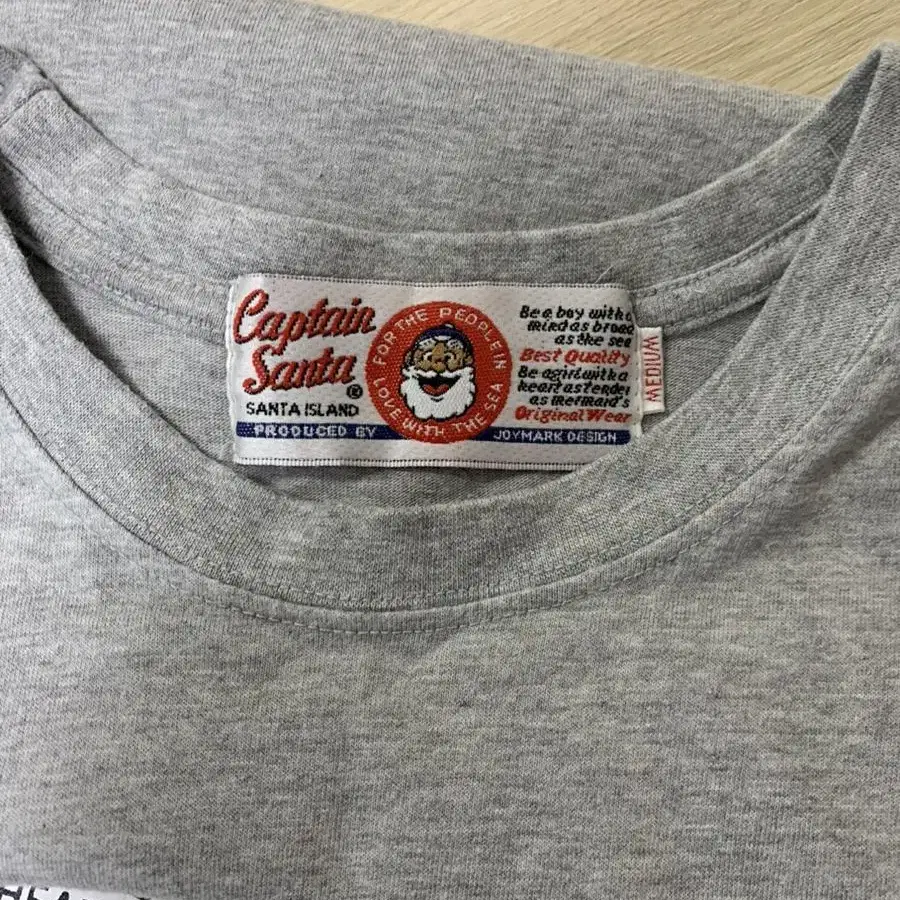 Captain
Santa
®
SANTA ISLAND
PRODUCED BY
FOR THE PEOPLE IN
LOVE WITH THE SEA
Be a boy with a
mind as broad
as the sea
Best Quality
Be a girl with a
heart as tender
as mermaid's
Original Wear
JOYMARK DESIGN
MEDIUM